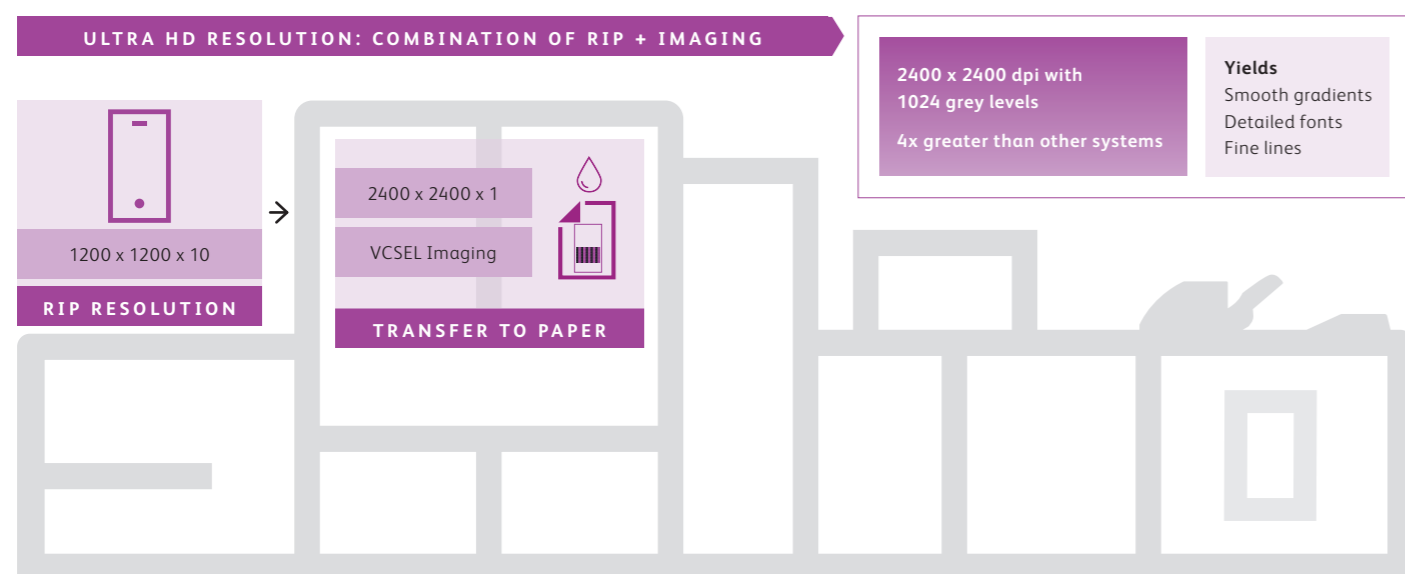 ULTRA HD RESOLUTION: COMBINATION OF RIP + IMAGING
2400 x 2400 dpi with
1024 grey levels
4x greater than other systems
Yields
Smooth gradients
Detailed fonts
Fine lines
1200 x 1200 x 10
RIP RESOLUTION
2400 x 2400 x 1
VCSEL Imaging
TRANSFER TO PAPER